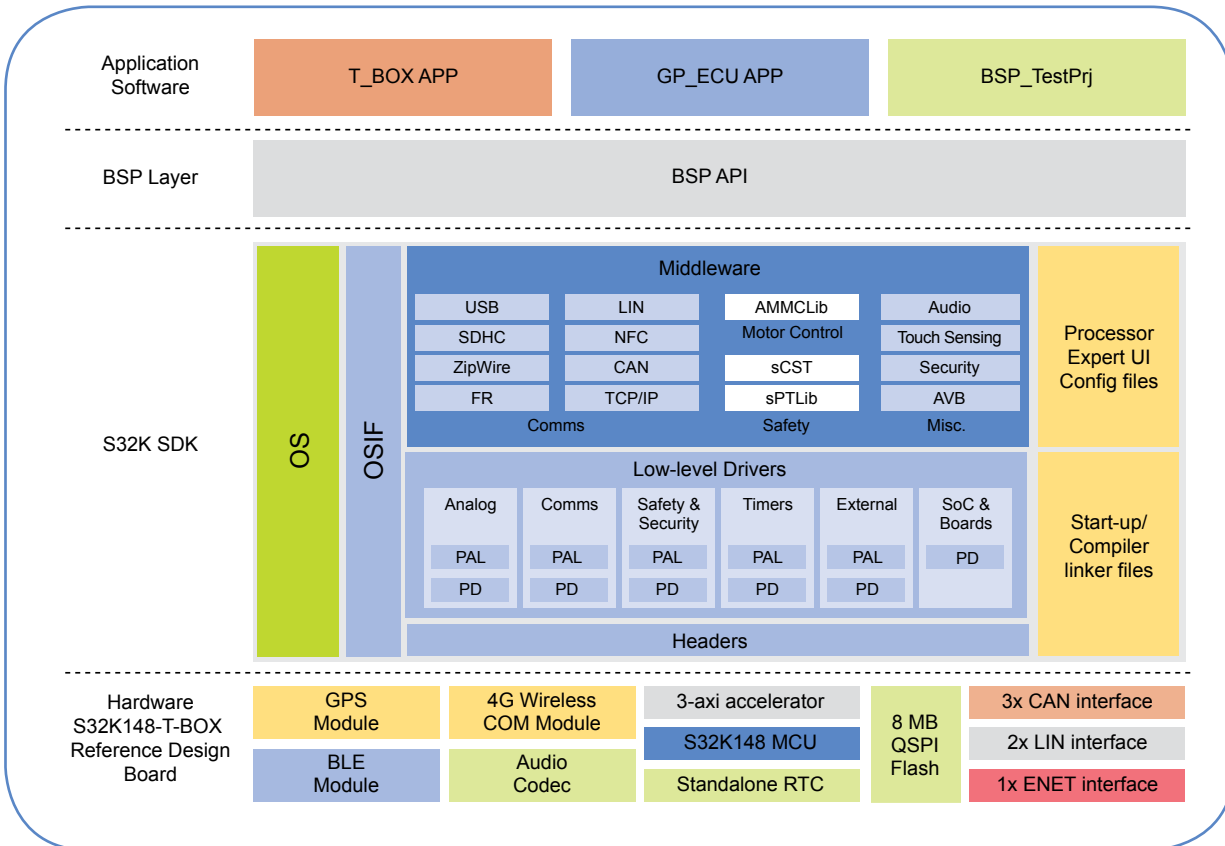 Application
Software
T_BOX APP
GP_ECU APP
BSP_TestPrj
BSP Layer
BSP API
S32K SDK
OS
OSIF
Middleware
USB
LIN
AMMCLib
Audio
SDHC
NFC
Motor Control
Touch Sensing
ZipWire
CAN
sCST
Security
FR
TCP/IP
sPTLib
AVB
Comms
Safety
Misc.
Processor
Expert UI
Config files
Low-level Drivers
Analog
PAL
PD
Comms
PAL
PD
Safety &
Security
PAL
PD
Timers
PAL
PD
External
PAL
PD
SoC &
Boards
PD
Start-up/
Compiler
linker files
Headers
Hardware
S32K148-T-BOX
Reference Design
Board
GPS
Module
4G Wireless
COM Module
3-axi accelerator
8 MB
QSPI
Flash
3x CAN interface
S32K148 MCU
2x LIN interface
BLE
Module
Audio
Codec
Standalone RTC
1x ENET interface